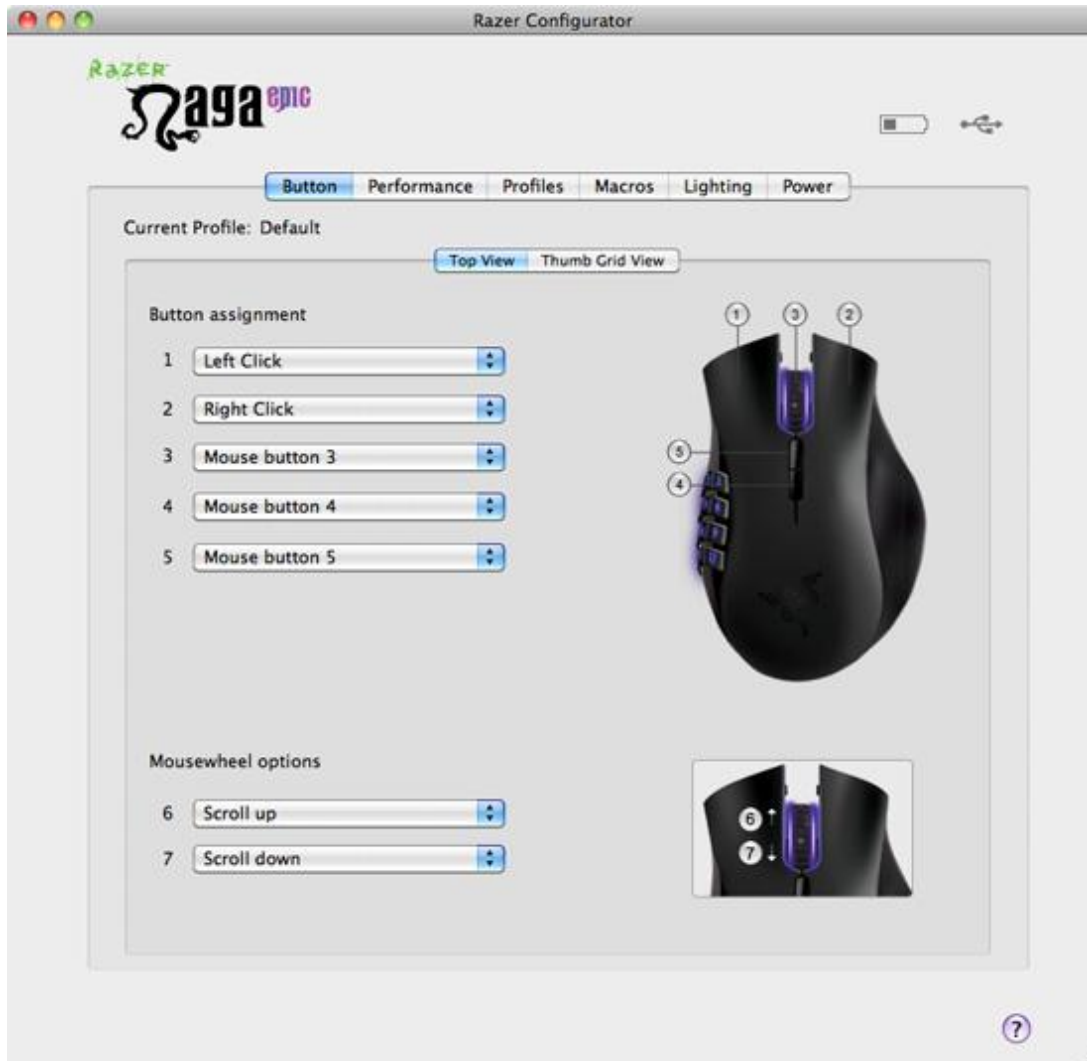 Razer Configurator
RAZER
Naga epic
Button Performance Profiles Macros Lighting Power
Current Profile: Default
Top View Thumb Grid View
Button assignment
1 3 2
1 Left Click
2 Right Click
3 Mouse button 3
5
4
4 Mouse button 4
5 Mouse button 5
Mousewheel options
6 Scroll up
6
7 Scroll down
7
?